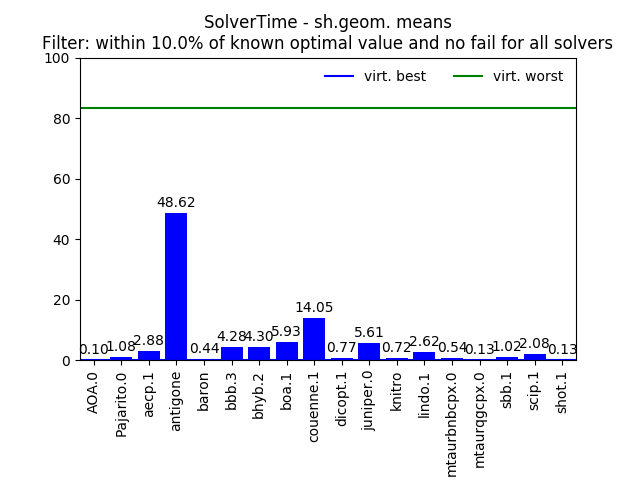 SolverTime - sh.geom. means
Filter: within 10.0% of known optimal value and no fail for all solvers
virt. best
virt. worst
100
80
60
40
20
0
0.10
1.08
2.88
48.62
0.44
4.28
4.30
5.93
14.05
0.77
5.61
0.72
2.62
0.54
0.13
1.02
2.08
0.13
AOA.0
Pajarito.0
aecp.1
antigone
baron
bbb.3
bhyb.2
boa.1
couenne.1
dicopt.1
juniper.0
knitro
lindo.1
mtaurbnbcpx.0
mtaurqgcpx.0
sbb.1
scip.1
shot.1